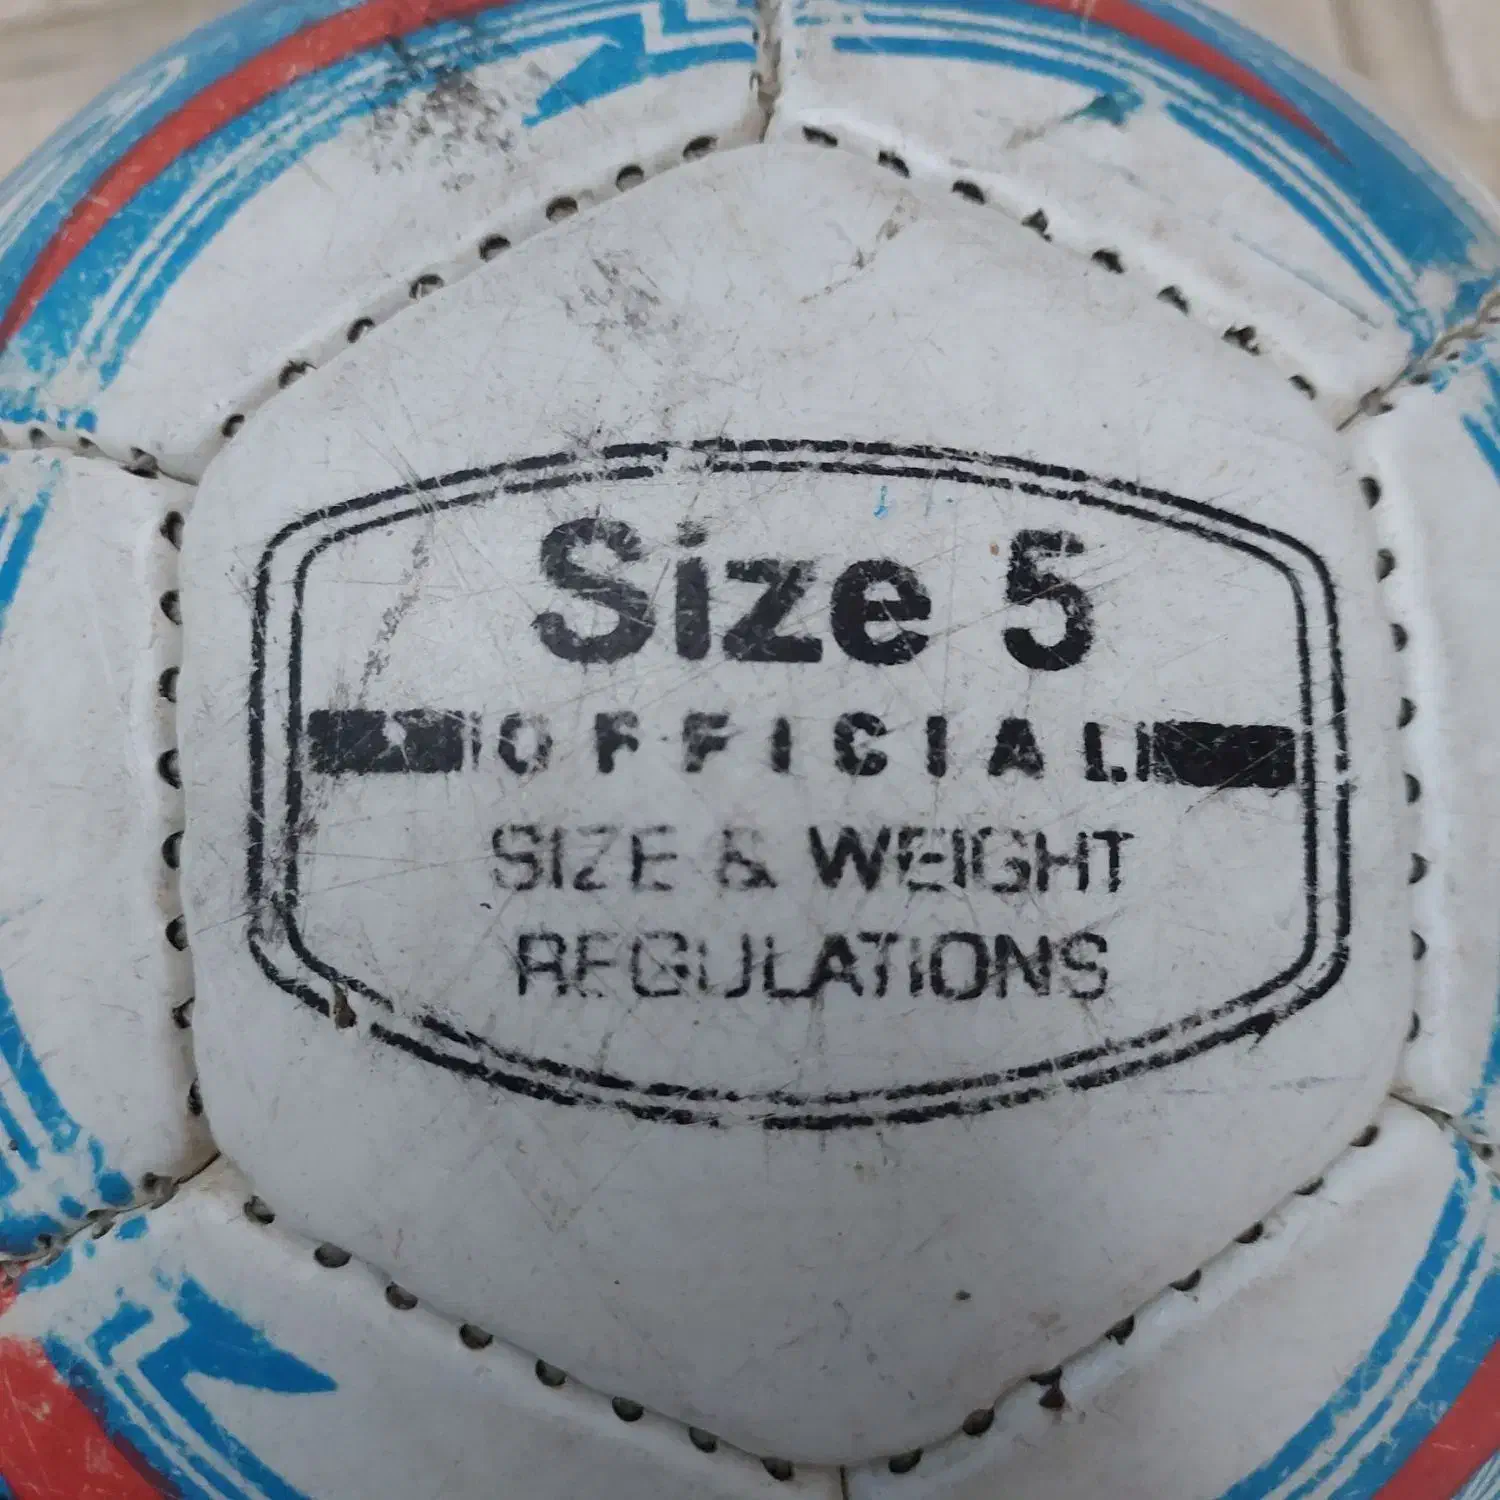 Size 5
OFFICIAL
SIZE & WEIGHT
REGULATIONS